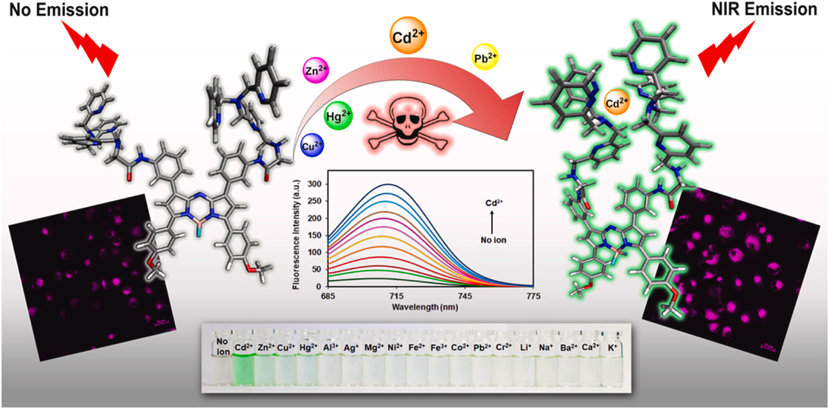 No Emission
NIR Emission
Cd²⁺
Zn²⁺
Pb²⁺
Hg²⁺
Cu²⁺
Cd²⁺
Fluorescence Intensity (a.u.)
300
250
200
150
100
50
0
Cd²⁺
No ion
685
715
745
775
Wavelength (nm)
No
ion
Cd²⁺ Zn²⁺ Cu²⁺ Hg²⁺ Al³⁺ Ag⁺ Mg²⁺ Ni²⁺ Fe²⁺ Fe³⁺ Co²⁺ Pb²⁺ Cr²⁺ Li⁺ Na⁺ Ba²⁺ Ca²⁺ K⁺